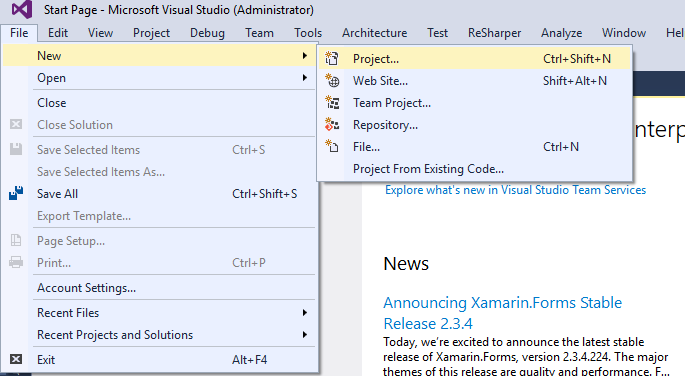 Start Page - Microsoft Visual Studio (Administrator)
File Edit View Project Debug Team Tools Architecture Test ReSharper Analyze Window
New
Open
Close
Close Solution
Save Selected Items Ctrl+S
Save Selected Items As...
Save All Ctrl+Shift+S
Export Template...
Page Setup...
Print... Ctrl+P
Account Settings...
Recent Files
Recent Projects and Solutions
Exit Alt+F4
Project... Ctrl+Shift+N
Web Site... Shift+Alt+N
Team Project...
Repository...
File... Ctrl+N
Project From Existing Code...
Explore what's new in Visual Studio Team Services
News
Announcing Xamarin.Forms Stable
Release 2.3.4
Today, we're excited to announce the latest stable
release of Xamarin.Forms, version 2.3.4.224. The major
themes of this release are quality and performance. F...